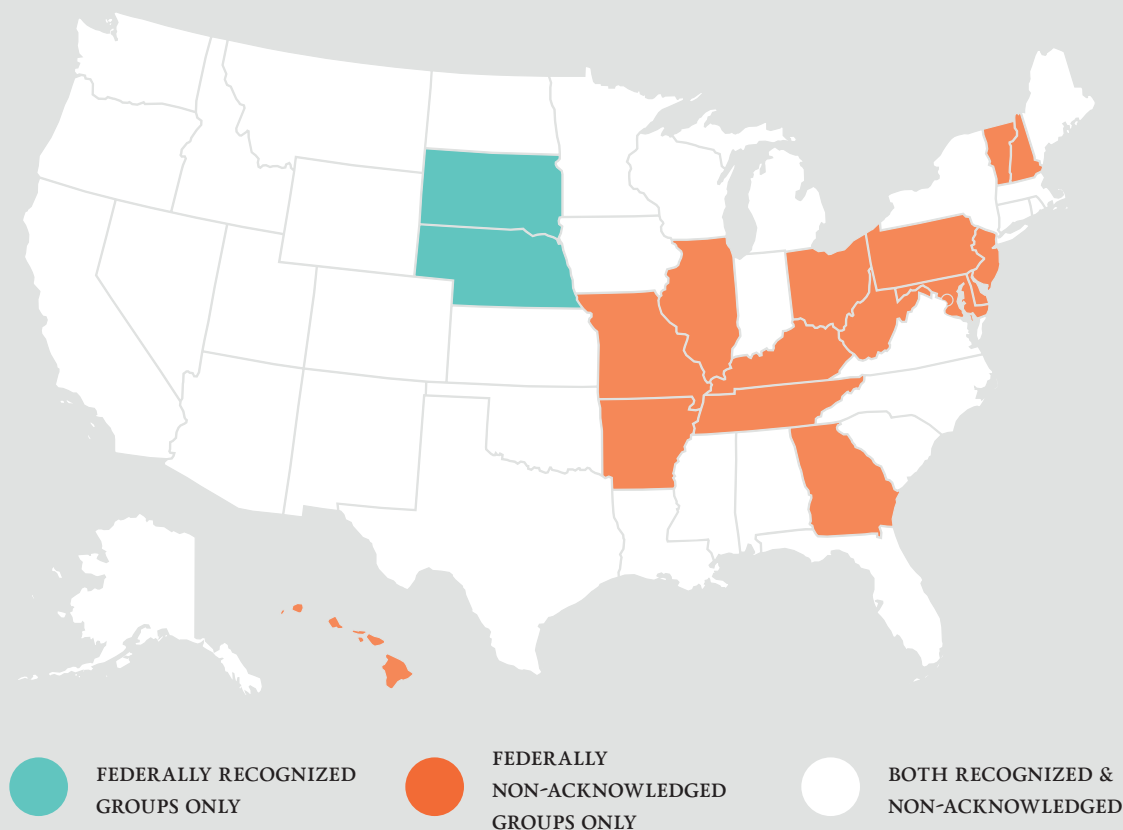 FEDERALLY RECOGNIZED
GROUPS ONLY
FEDERALLY
NON-ACKNOWLEDGED
GROUPS ONLY
BOTH RECOGNIZED &
NON-ACKNOWLEDGED